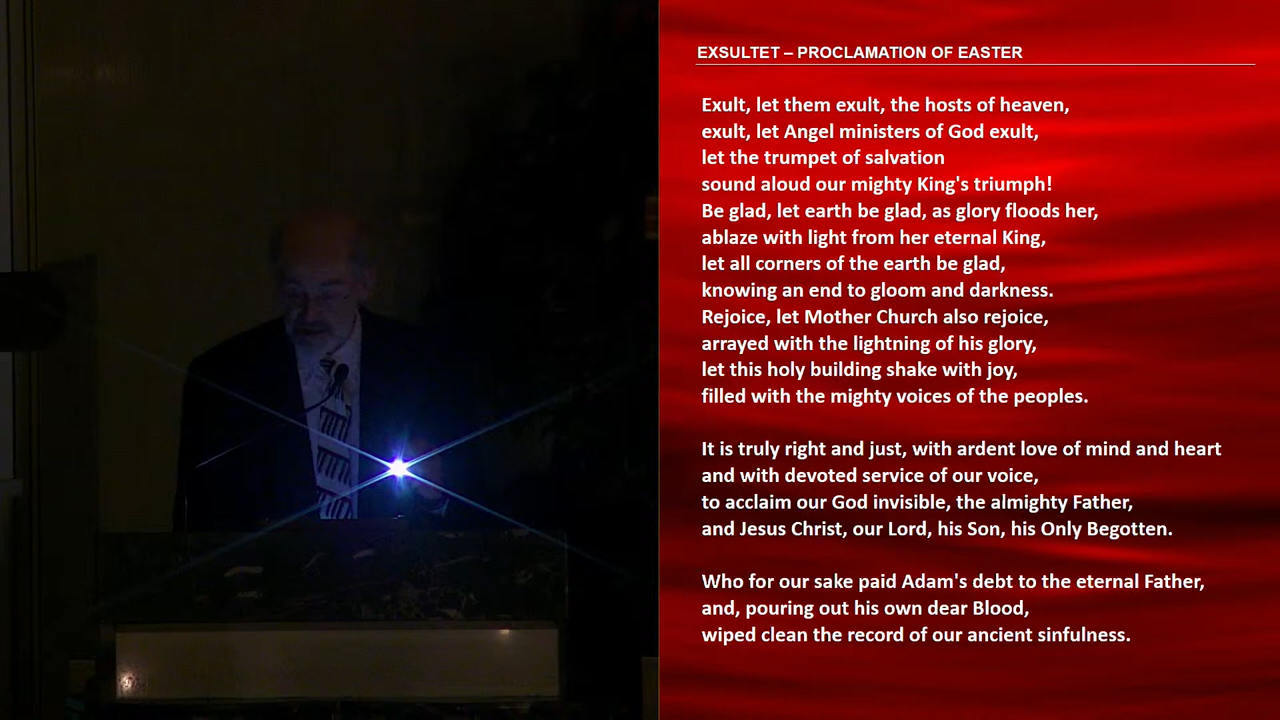 EXSULTET – PROCLAMATION OF EASTER
Exult, let them exult, the hosts of heaven,
exult, let Angel ministers of God exult,
let the trumpet of salvation
sound aloud our mighty King's triumph!
Be glad, let earth be glad, as glory floods her,
ablaze with light from her eternal King,
let all corners of the earth be glad,
knowing an end to gloom and darkness.
Rejoice, let Mother Church also rejoice,
arrayed with the lightning of his glory,
let this holy building shake with joy,
filled with the mighty voices of the peoples.
It is truly right and just, with ardent love of mind and heart
and with devoted service of our voice,
to acclaim our God invisible, the almighty Father,
and Jesus Christ, our Lord, his Son, his Only Begotten.
Who for our sake paid Adam's debt to the eternal Father,
and, pouring out his own dear Blood,
wiped clean the record of our ancient sinfulness.